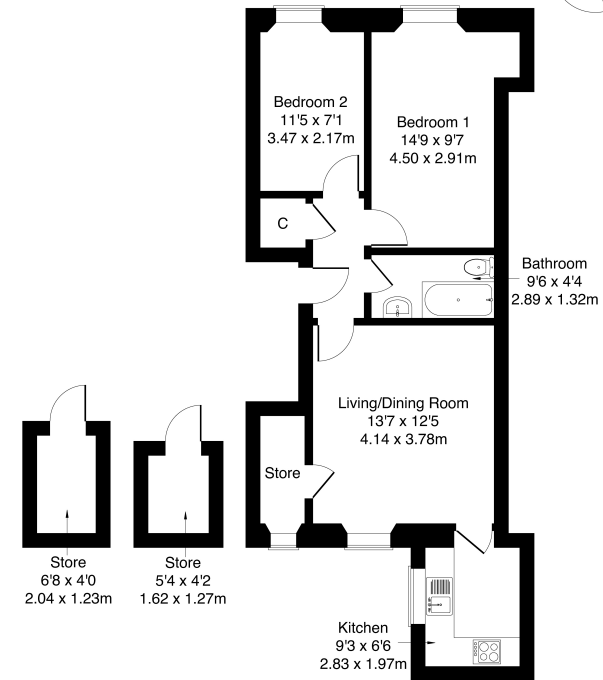 Bedroom 2
11'5 x 7'1
3.47 x 2.17m
Bedroom 1
14'9 x 9'7
4.50 x 2.91m
C
Bathroom
9'6 x 4'4
2.89 x 1.32m
Living/Dining Room
13'7 x 12'5
4.14 x 3.78m
Store
Store
6'8 x 4'0
2.04 x 1.23m
Store
5'4 x 4'2
1.62 x 1.27m
Kitchen
9'3 x 6'6
2.83 x 1.97m